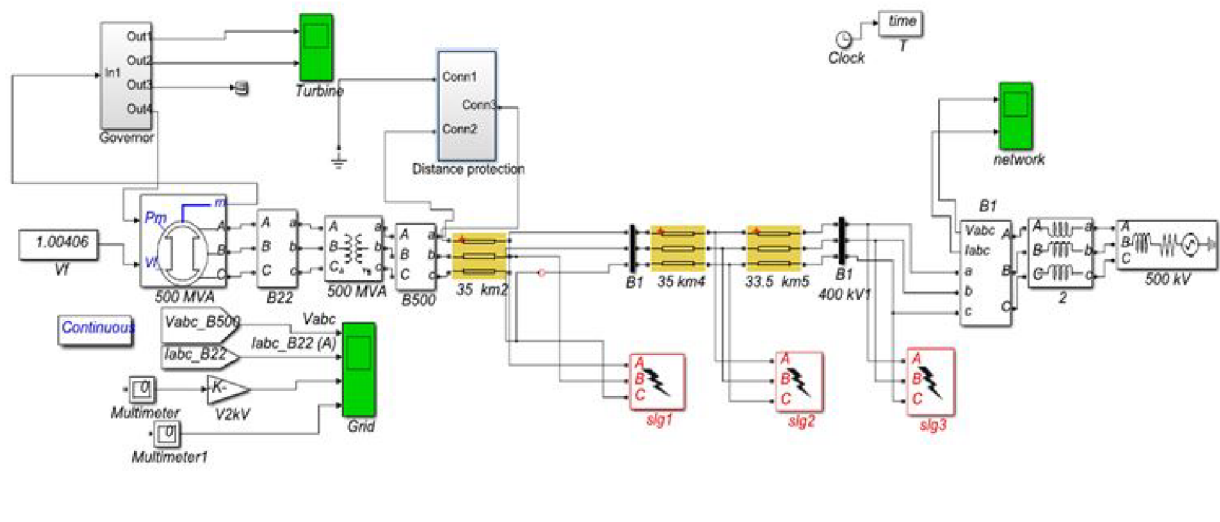 Out1
Out2
In1
Out3
Out4
Governor
Turbine
Conn1
Conn3
Conn2
Distance protection
time
T
Clock
network
1.00406
Vf
m
Pm
Vf
A
B
C
500 MVA
A
B
C
a
b
c
B22
A
B
C
a
b
c
500 MVA
A
B
C
a
b
c
B500
35 km2
B1
35 km4
33.5 km5
B1
400 kV1
B1
Vabc
Iabc
a
b
c
A
B
C
A
B
C
a
b
c
2
A
B
C
500 kV
Continuous
Vabc_B500
Iabc_B22
Vabc
Iabc_B22 (A)
0
Multimeter
K-
V2kV
0
Multimeter1
Grid
A
B
C
slg1
A
B
C
slg2
A
B
C
slg3